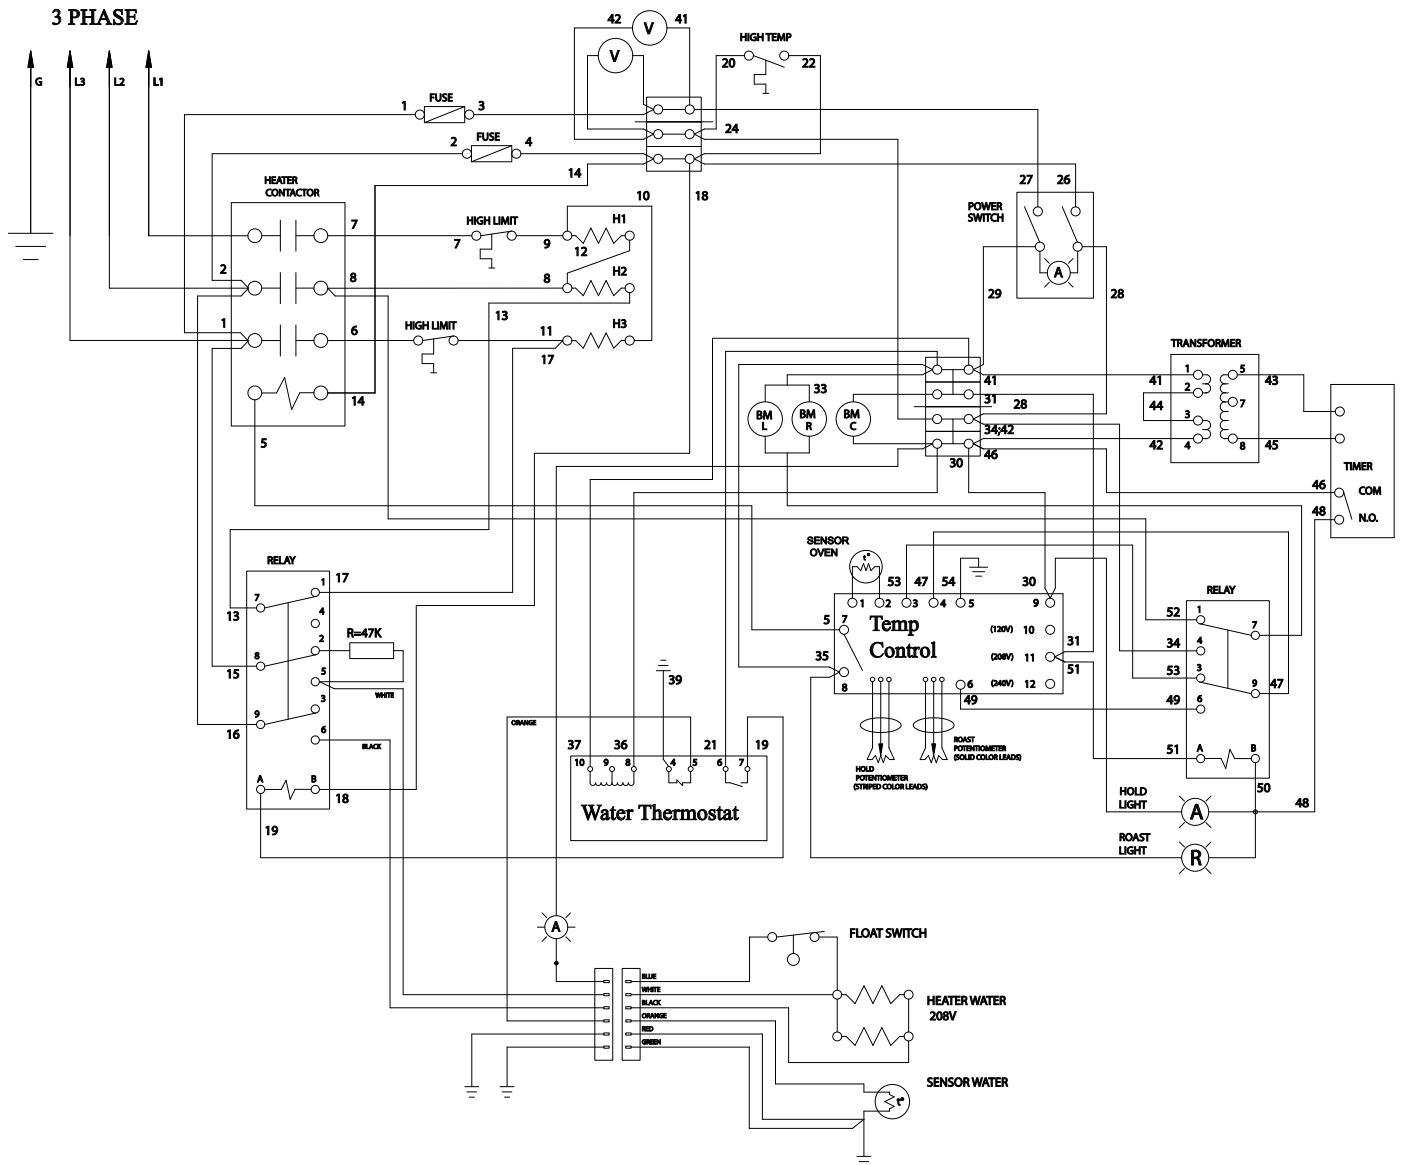 3 PHASE
42
41
V
V
HIGH TEMP
20
22
G
L3
L2
L1
1
FUSE
3
2
FUSE
4
24
14
18
HEATER
CONTACTOR
10
27
26
POWER
SWITCH
7
HIGH LIMIT
7
9
12
H1
2
8
8
H2
A
29
28
13
1
6
HIGH LIMIT
11
17
H3
TRANSFORMER
41
41
1
5
43
2
44
7
3
42
4
8
45
14
5
33
BM
L
BM
R
BM
C
31
28
34;42
46
30
TIMER
46
COM
48
N.O.
RELAY
17
1
7
13
4
R=47K
2
8
15
5
WHITE
3
9
16
6
BLACK
A
B
18
19
SENSOR
OVEN
t°
53
47
54
30
1
2
3
4
5
9
5
7
Temp
Control
(120V)
10
31
35
(208V)
11
51
8
6
(240V)
12
49
HOLD
POTENTIOMETER
(STRIPED COLOR LEADS)
ROAST
POTENTIOMETER
(SOLID COLOR LEADS)
RELAY
52
1
7
34
4
53
3
9
47
49
6
51
A
B
50
48
HOLD
LIGHT
A
ROAST
LIGHT
R
39
ORANGE
37
36
21
19
10
9
8
4
5
6
7
Water Thermostat
A
FLOAT SWITCH
BLUE
WHITE
BLACK
ORANGE
RED
GREEN
HEATER WATER
208V
SENSOR WATER
t°